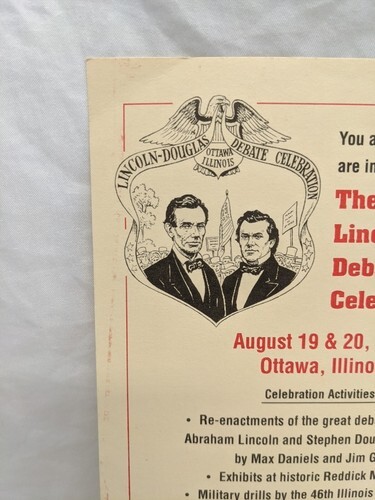 LINCOLN-DOUGLAS DEBATE CELEBRATION
OTTAWA
ILLINOIS
You a
are in
The
Linc
Deb
Cele
August 19 & 20,
Ottawa, Illino
Celebration Activities
• Re-enactments of the great deb
Abraham Lincoln and Stephen Dou
by Max Daniels and Jim G
• Exhibits at historic Reddick M
• Military drills by the 46th Illinois